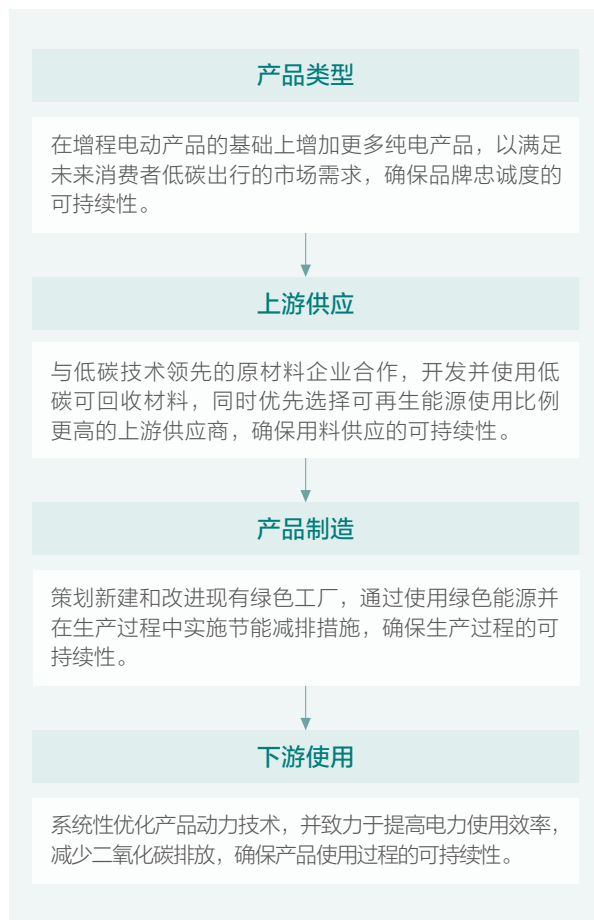 产品类型
在增程电动产品的基础上增加更多纯电产品，以满足
未来消费者低碳出行的市场需求，确保品牌忠诚度的
可持续性。
上游供应
与低碳技术领先的原材料企业合作，开发并使用低
碳可回收材料，同时优先选择可再生能源使用比例
更高的上游供应商，确保用料供应的可持续性。
产品制造
策划新建和改进现有绿色工厂，通过使用绿色能源并
在生产过程中实施节能减排措施，确保生产过程的可
持续性。
下游使用
系统性优化产品动力技术，并致力于提高电力使用效率，
减少二氧化碳排放，确保产品使用过程的可持续性。